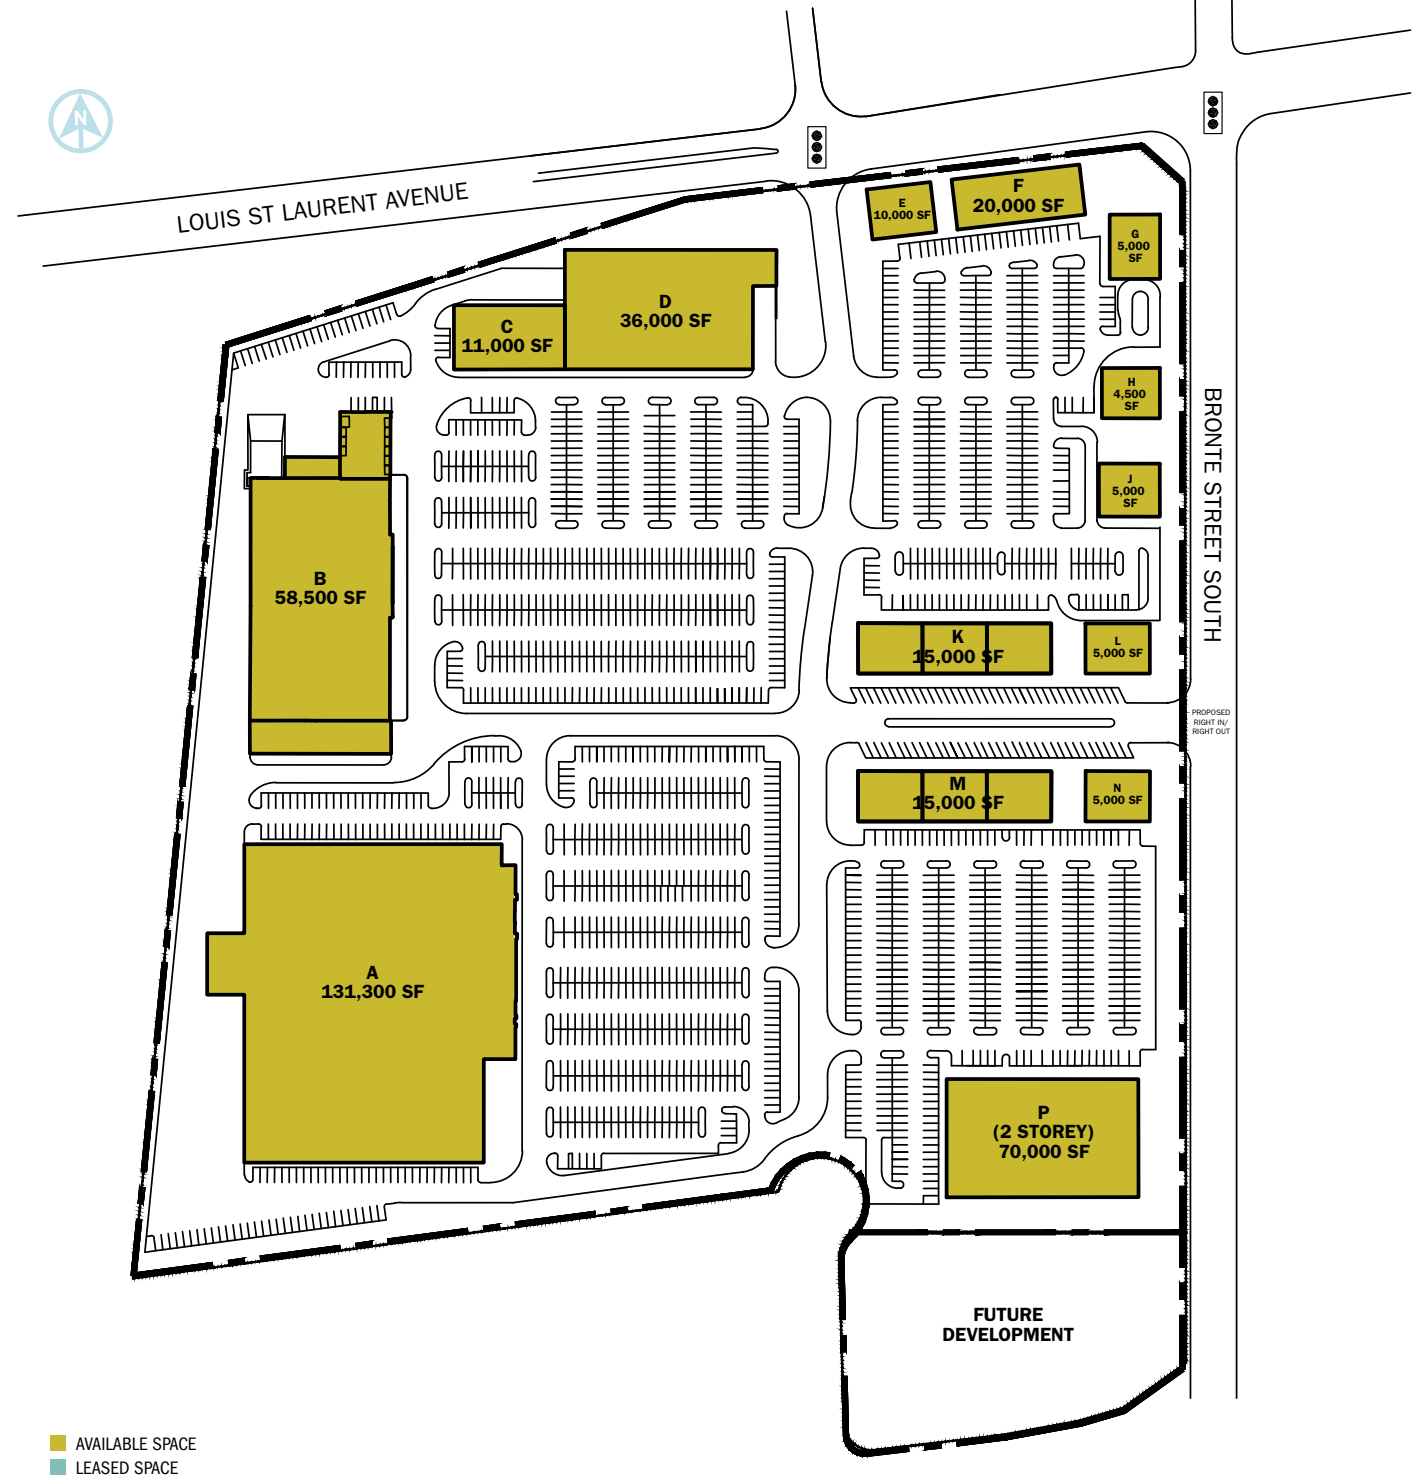 N
LOUIS ST LAURENT AVENUE
E
10,000 SF
F
20,000 SF
G
5,000
SF
D
36,000 SF
C
11,000 SF
H
4,500
SF
J
5,000
SF
BRONTE STREET SOUTH
B
58,500 SF
K
15,000 SF
L
5,000 SF
PROPOSED
RIGHT IN/
RIGHT OUT
M
15,000 SF
N
5,000 SF
A
131,300 SF
P
(2 STOREY)
70,000 SF
FUTURE
DEVELOPMENT
AVAILABLE SPACE
LEASED SPACE